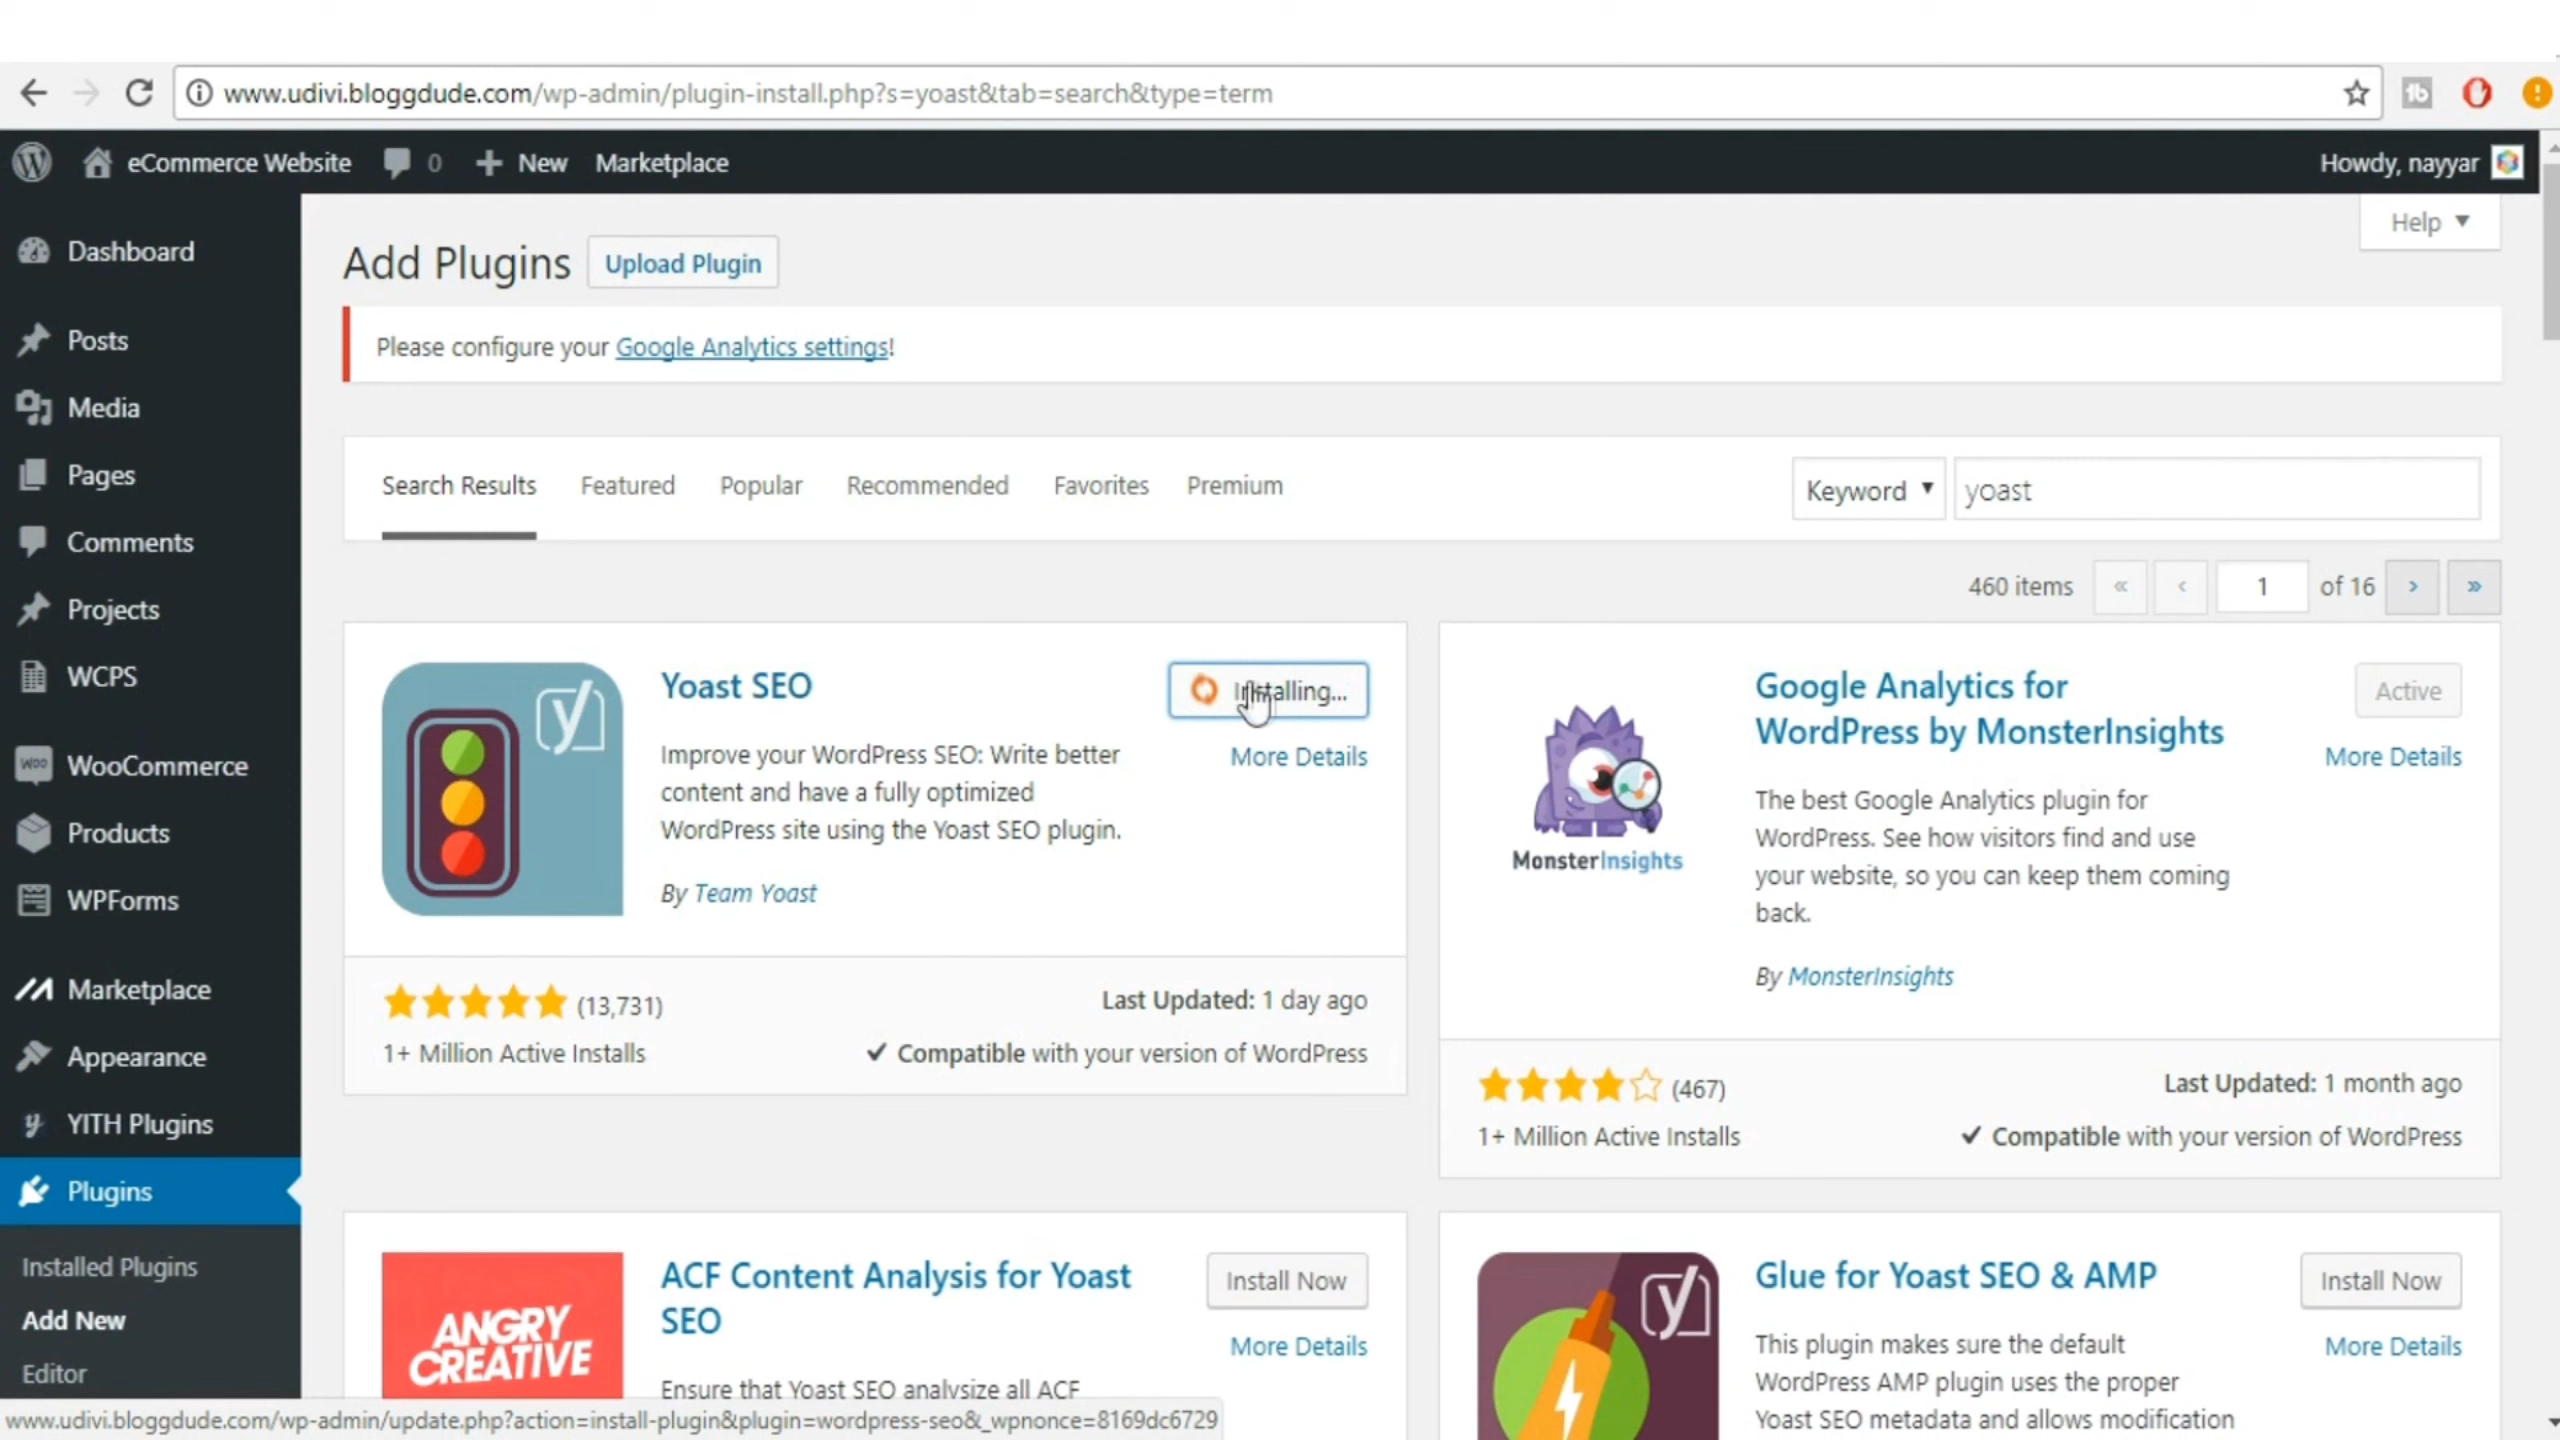 www.udivi.bloggdude.com/wp-admin/plugin-install.php?s=yoast&tab=search&type=term
eCommerce Website 0 New Marketplace Howdy, nayyar
Help
Dashboard
Posts
Media
Pages
Comments
Projects
WCPS
WooCommerce
Products
WPForms
Marketplace
Appearance
YITH Plugins
Plugins
Installed Plugins
Add New
Editor
Add Plugins Upload Plugin
Please configure your Google Analytics settings!
Search Results Featured Popular Recommended Favorites Premium Keyword yoast
460 items « ‹ 1 of 16 › »
Yoast SEO
Installing...
More Details
Improve your WordPress SEO: Write better
content and have a fully optimized
WordPress site using the Yoast SEO plugin.
By Team Yoast
(13,731)
Last Updated: 1 day ago
1+ Million Active Installs
Compatible with your version of WordPress
MonsterInsights
Google Analytics for
WordPress by MonsterInsights
Active
More Details
The best Google Analytics plugin for
WordPress. See how visitors find and use
your website, so you can keep them coming
back.
By MonsterInsights
(467)
Last Updated: 1 month ago
1+ Million Active Installs
Compatible with your version of WordPress
ANGRY
CREATIVE
ACF Content Analysis for Yoast
SEO
Install Now
More Details
Ensure that Yoast SEO analysize all ACF
Glue for Yoast SEO & AMP
Install Now
More Details
This plugin makes sure the default
WordPress AMP plugin uses the proper
Yoast SEO metadata and allows modification
www.udivi.bloggdude.com/wp-admin/update.php?action=install-plugin&plugin=wordpress-seo&_wpnonce=8169dc6729